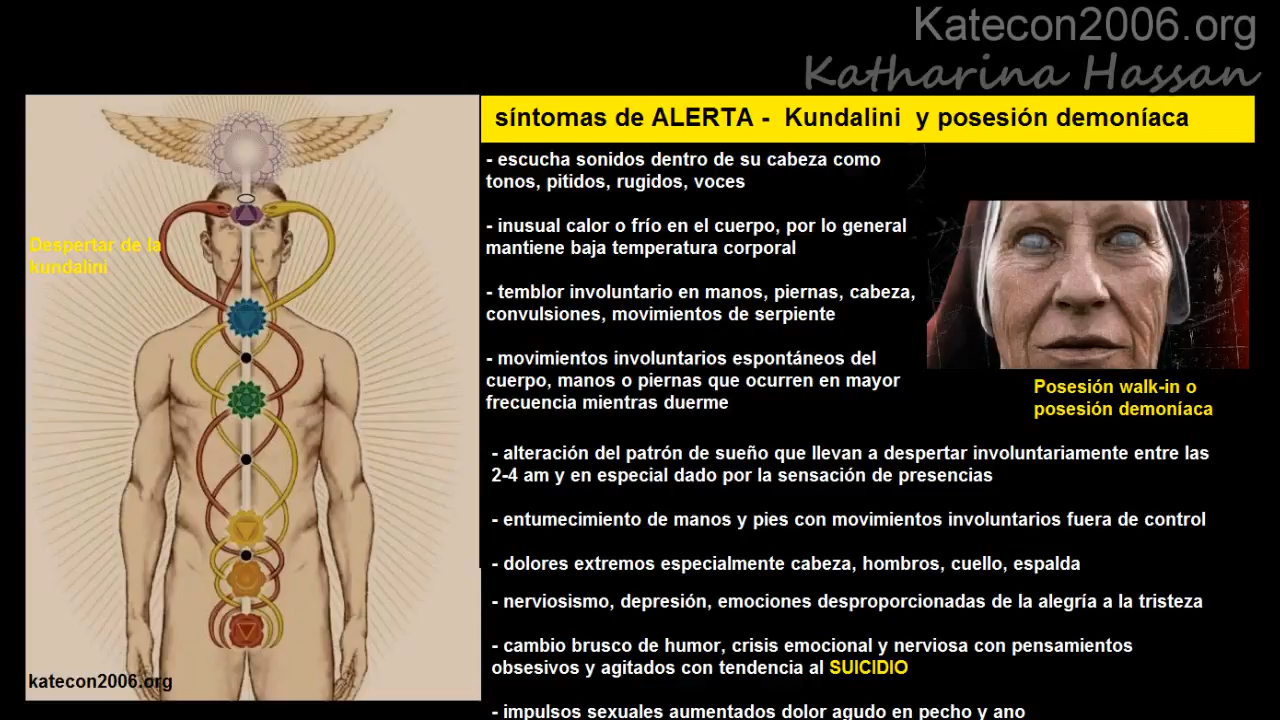 Katecon2006.org
Katharina Hassan
síntomas de ALERTA - Kundalini y posesión demoníaca
Despertar de la
kundalini
- escucha sonidos dentro de su cabeza como
tonos, pitidos, rugidos, voces
- inusual calor o frío en el cuerpo, por lo general
mantiene baja temperatura corporal
- temblor involuntario en manos, piernas, cabeza,
convulsiones, movimientos de serpiente
- movimientos involuntarios espontáneos del
cuerpo, manos o piernas que ocurren en mayor
frecuencia mientras duerme
Posesión walk-in o
posesión demoníaca
- alteración del patrón de sueño que llevan a despertar involuntariamente entre las
2-4 am y en especial dado por la sensación de presencias
- entumecimiento de manos y pies con movimientos involuntarios fuera de control
- dolores extremos especialmente cabeza, hombros, cuello, espalda
- nerviosismo, depresión, emociones desproporcionadas de la alegría a la tristeza
- cambio brusco de humor, crisis emocional y nerviosa con pensamientos
obsesivos y agitados con tendencia al SUICIDIO
- impulsos sexuales aumentados dolor agudo en pecho y ano
katecon2006.org